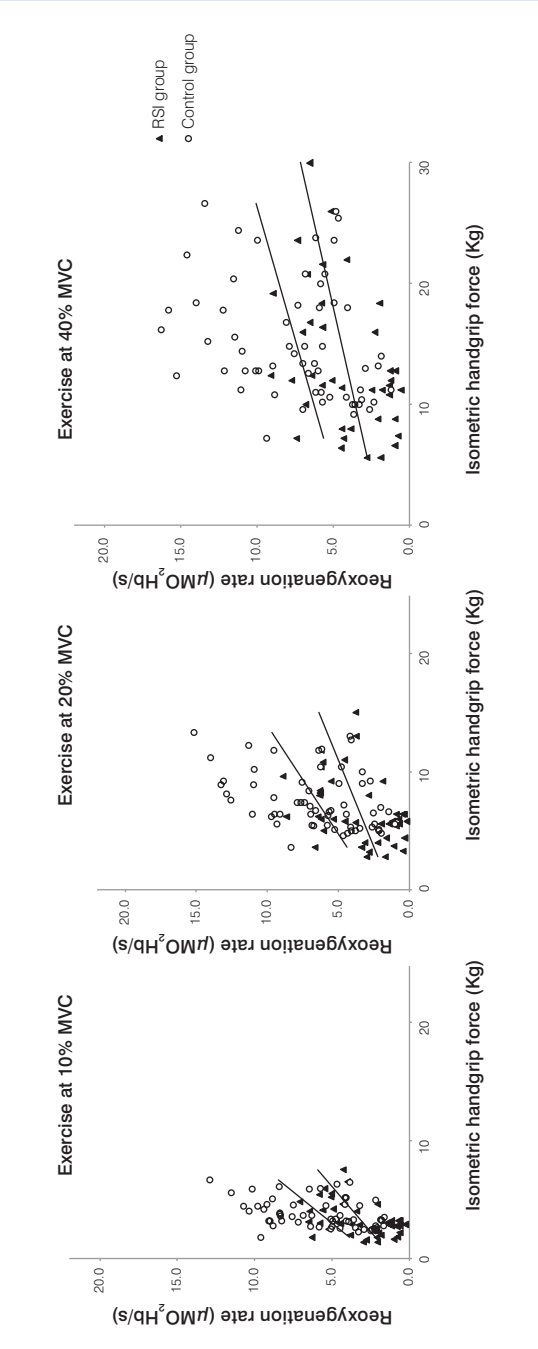 Exercise at 10% MVC
Reoxygenation rate (μMO₂Hb/s)
20.0
15.0
10.0
5.0
0.0
0
10
20
Isometric handgrip force (Kg)
Exercise at 20% MVC
Reoxygenation rate (μMO₂Hb/s)
20.0
15.0
10.0
5.0
0.0
0
10
20
Isometric handgrip force (Kg)
Exercise at 40% MVC
Reoxygenation rate (μMO₂Hb/s)
20.0
15.0
10.0
5.0
0.0
0
10
20
30
Isometric handgrip force (Kg)
RSI group
Control group